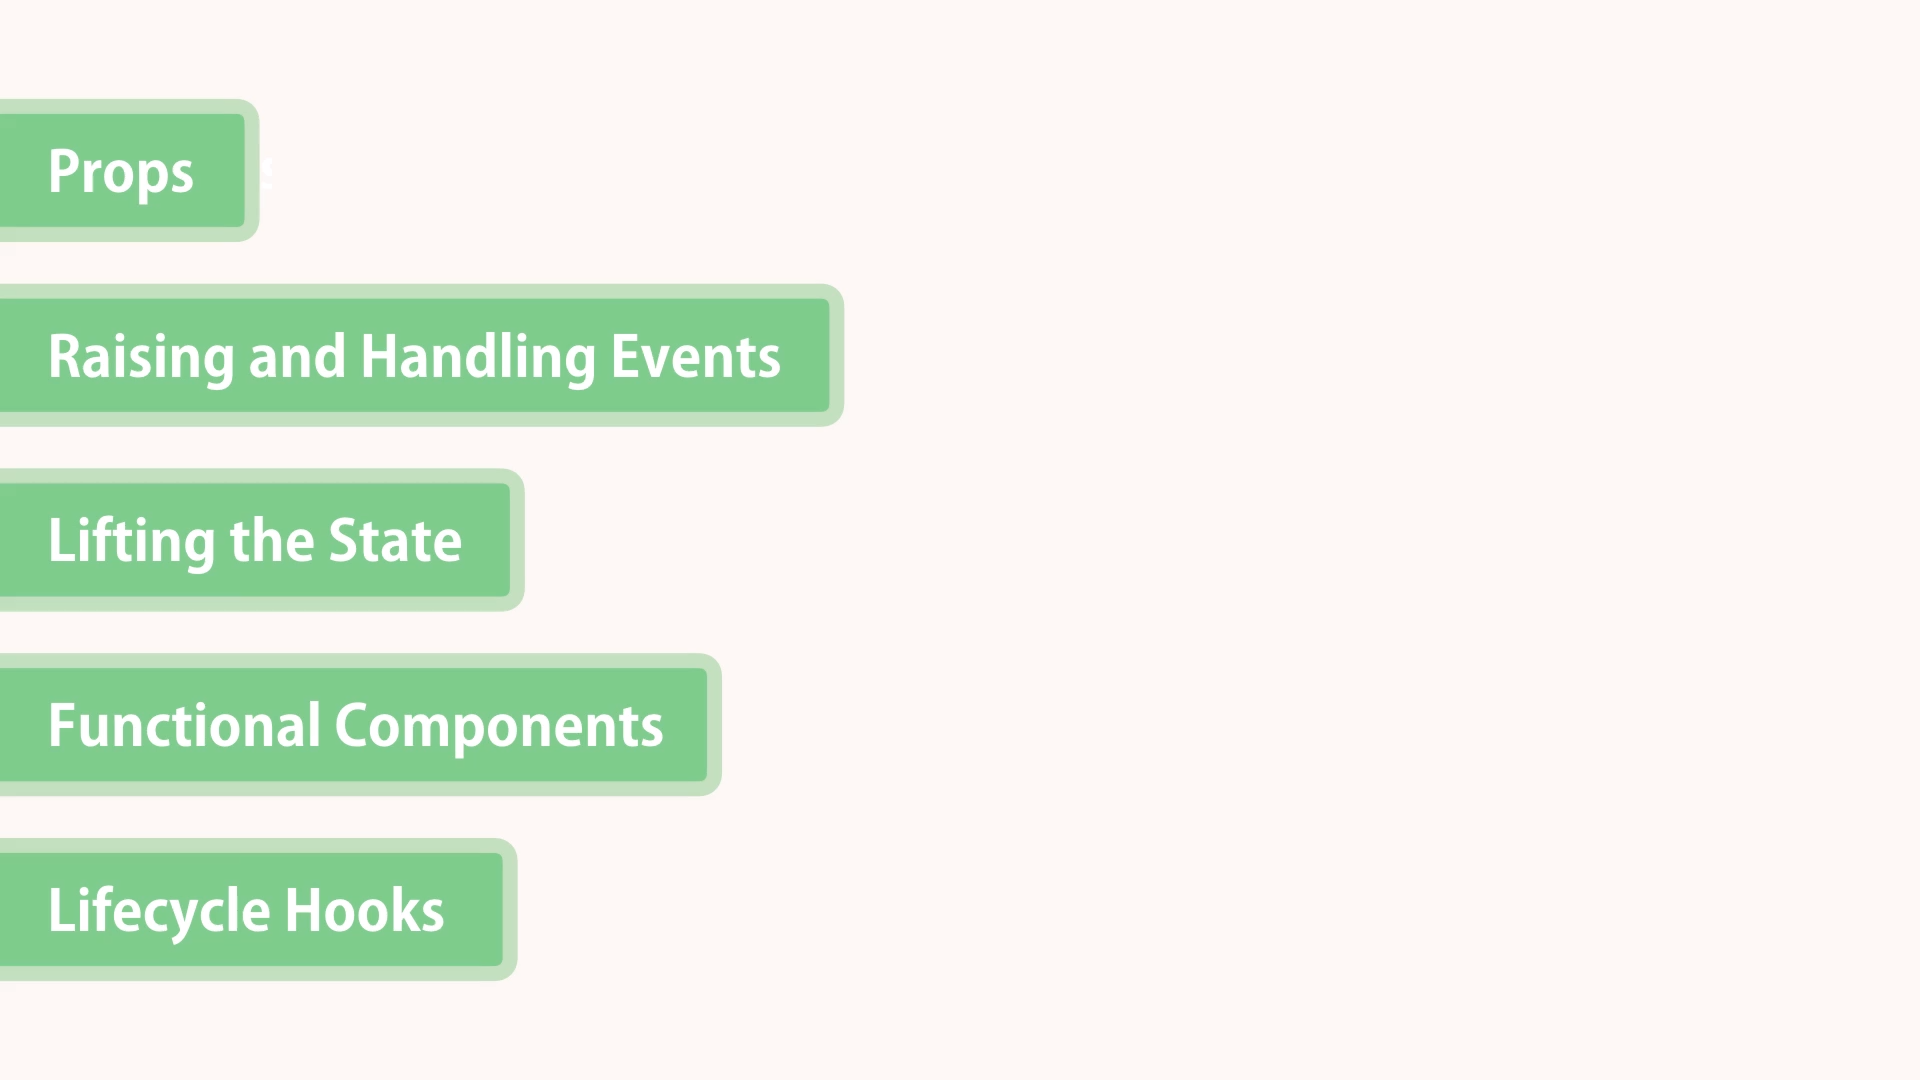 Props
Raising and Handling Events
Lifting the State
Functional Components
Lifecycle Hooks